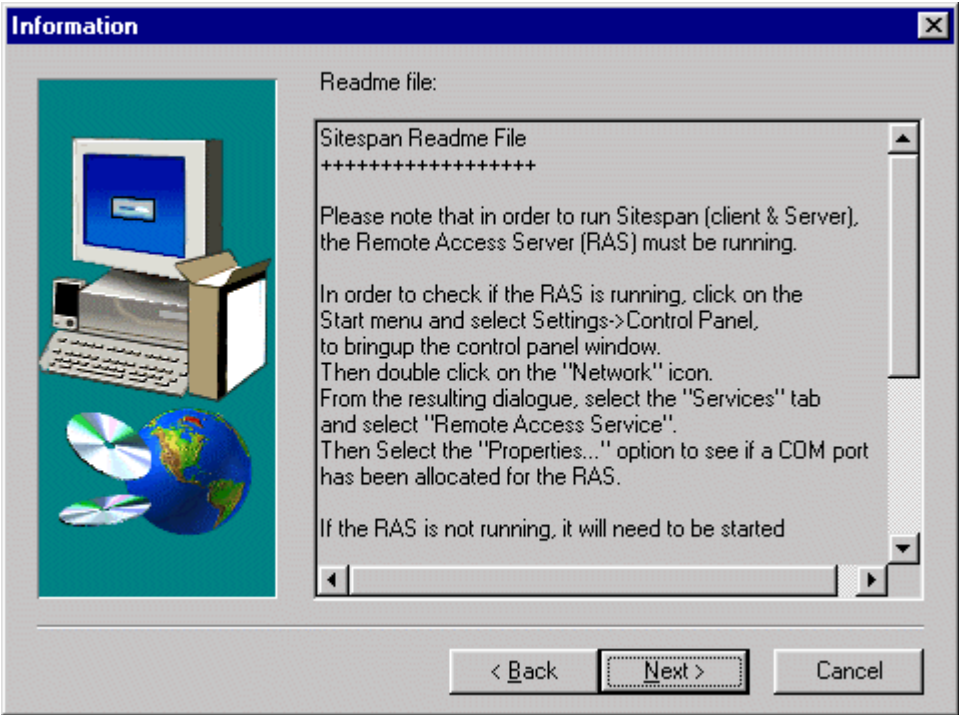 Information
Readme file:
Sitespan Readme File
++++++++++++++++++
Please note that in order to run Sitespan (client & Server),
the Remote Access Server (RAS) must be running.
In order to check if the RAS is running, click on the
Start menu and select Settings->Control Panel,
to bringup the control panel window.
Then double click on the "Network" icon.
From the resulting dialogue, select the "Services" tab
and select "Remote Access Service".
Then Select the "Properties..." option to see if a COM port
has been allocated for the RAS.
If the RAS is not running, it will need to be started
< Back
Next >
Cancel